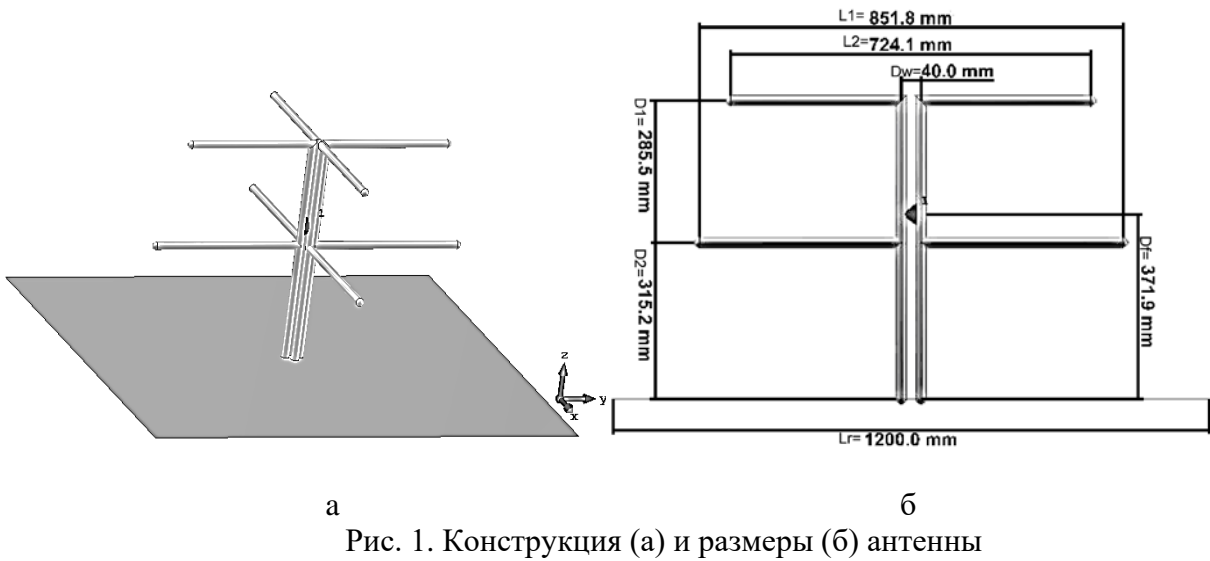 L1= 851.8 mm
L2= 724.1 mm
Dw= 40.0 mm
D1= 285.5 mm
1
1
D2= 315.2 mm
Df= 371.9 mm
z
y
x
Lr= 1200.0 mm
а
б
Рис. 1. Конструкция (а) и размеры (б) антенны